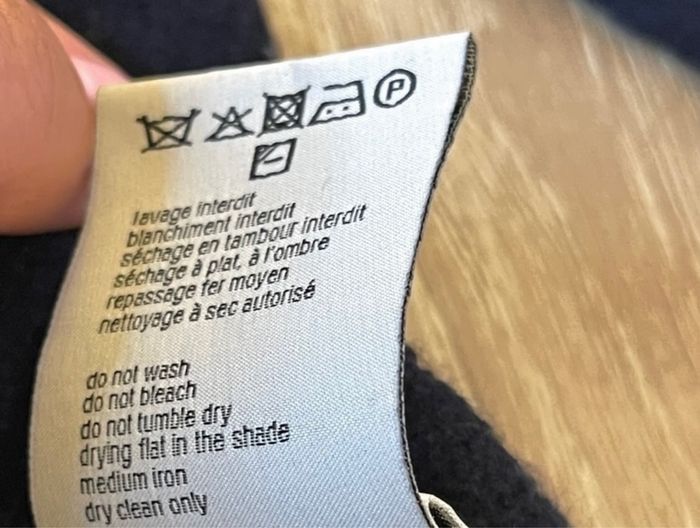 P
lavage interdit
blanchiment interdit
séchage en tambour interdit
séchage à plat, à l'ombre
repassage fer moyen
nettoyage à sec autorisé
do not wash
do not bleach
do not tumble dry
drying flat in the shade
medium iron
dry clean only